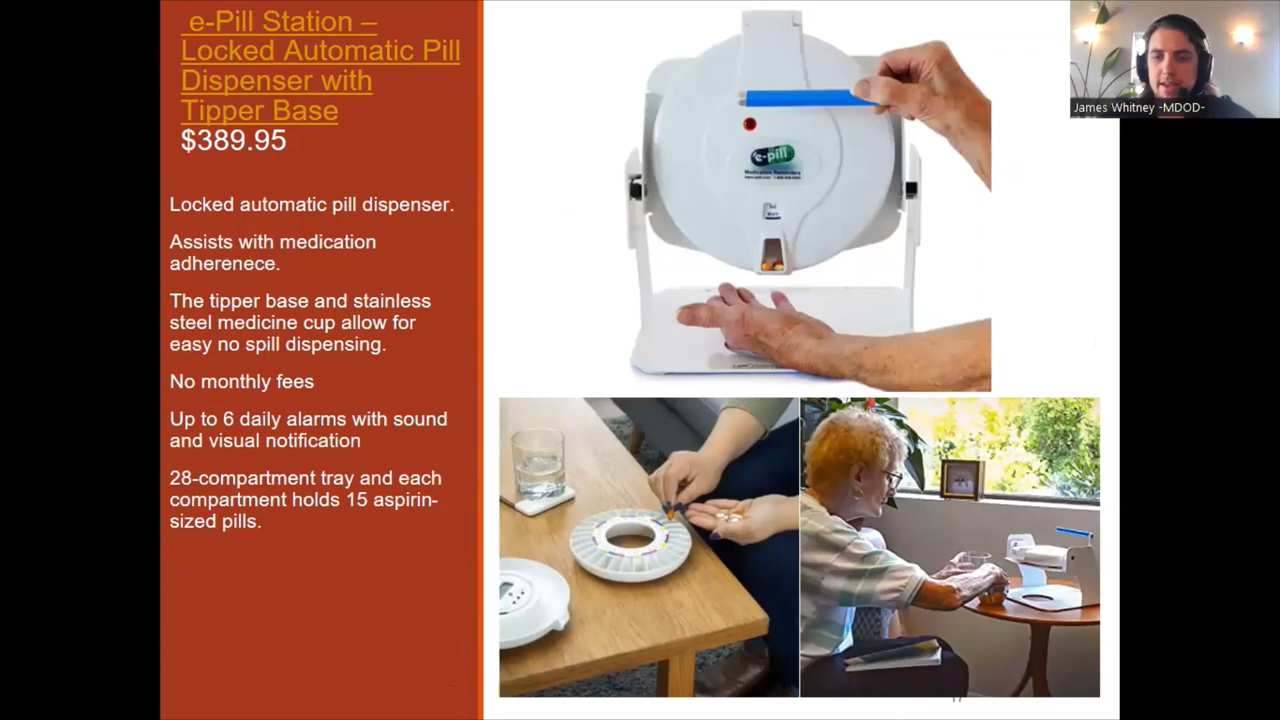 e-Pill Station –
Locked Automatic Pill
Dispenser with
Tipper Base
$389.95
Locked automatic pill dispenser.
Assists with medication
adherenece.
The tipper base and stainless
steel medicine cup allow for
easy no spill dispensing.
No monthly fees
Up to 6 daily alarms with sound
and visual notification
28-compartment tray and each
compartment holds 15 aspirin-
sized pills.
e-pill
Medication Reminders
James Whitney -MDOD-